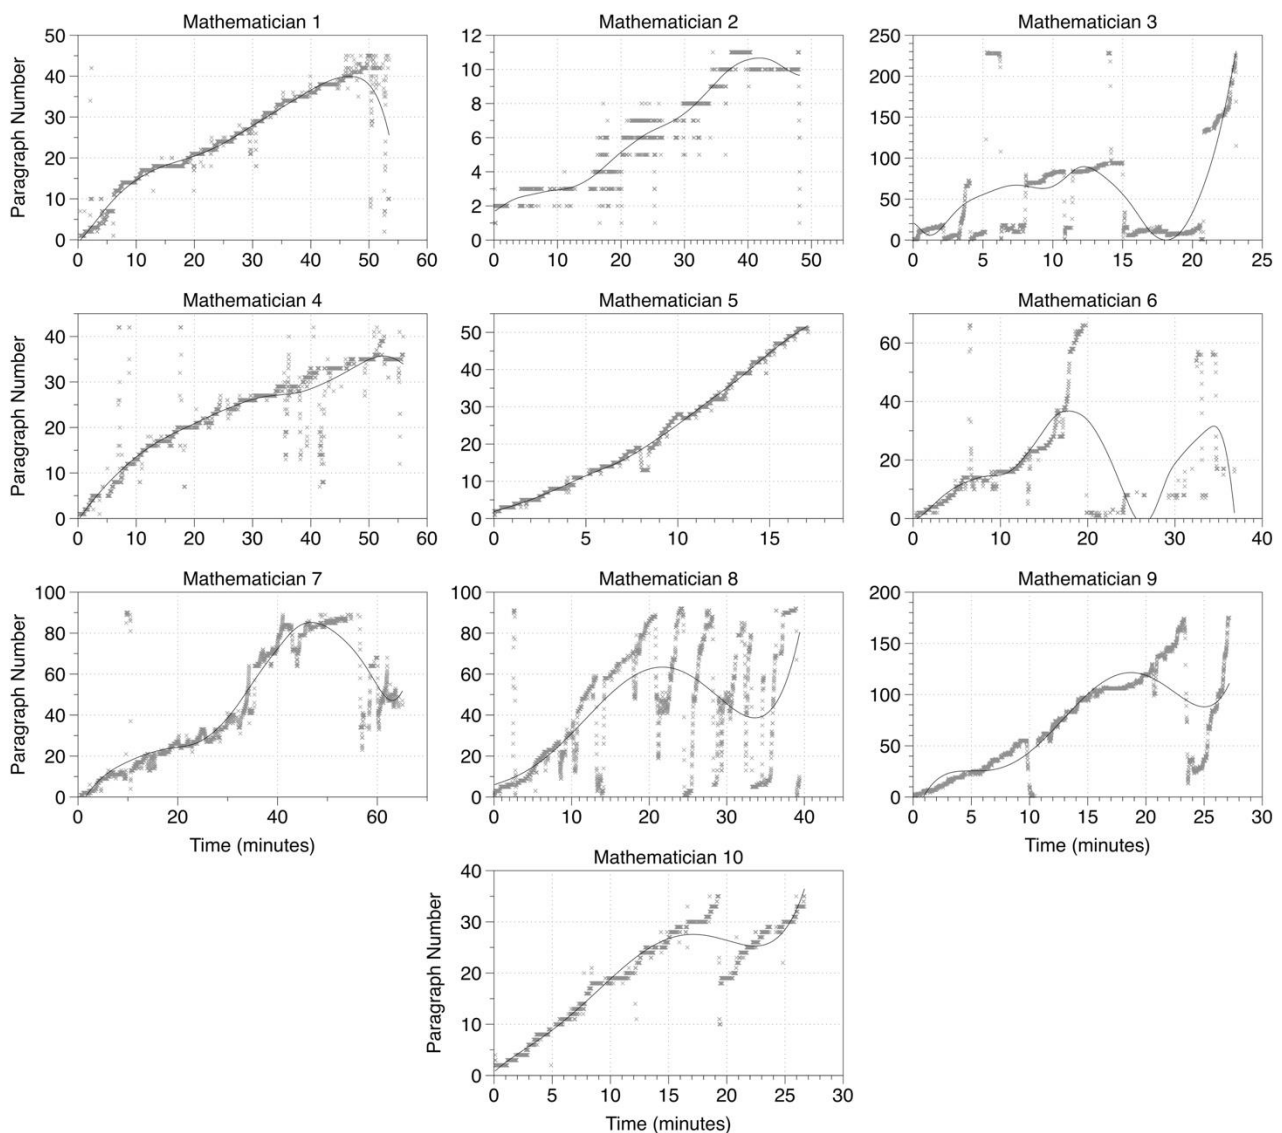 Mathematician 1 Mathematician 2 Mathematician 3
50 12 250
40 10 200
30 8 150
20 6 100
10 4 50
0 2 0
0
Paragraph Number
0 10 20 30 40 50 60 0 10 20 30 40 50 0 5 10 15 20 25
Mathematician 4 Mathematician 5 Mathematician 6
40 50 60
30 40 40
20 30 20
10 20 0
0 10
0
Paragraph Number
0 10 20 30 40 50 60 0 5 10 15 0 10 20 30 40
Mathematician 7 Mathematician 8 Mathematician 9
100 100 200
80 80 150
60 60 100
40 40 50
20 20 0
0 0
Paragraph Number
0 20 40 60 0 10 20 30 40 0 5 10 15 20 25 30
Time (minutes) Time (minutes)
Mathematician 10
40
30
20
10
0
Paragraph Number
0 5 10 15 20 25 30
Time (minutes)